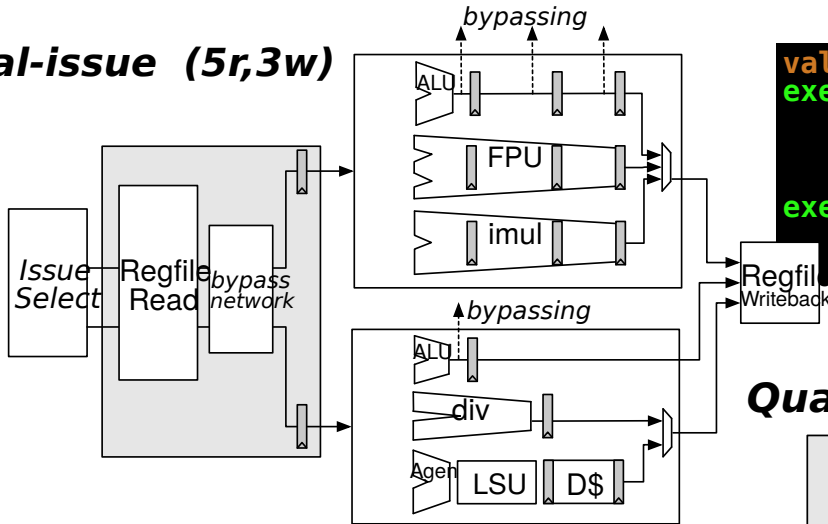 bypassing
al-issue (5r,3w)
val
exe
ALU
FPU
imul
exe
Issue
Select
Regfile
Read
bypass
network
Regfil
Writeback
bypassing
ALU
div
Qua
Agen
LSU
D$